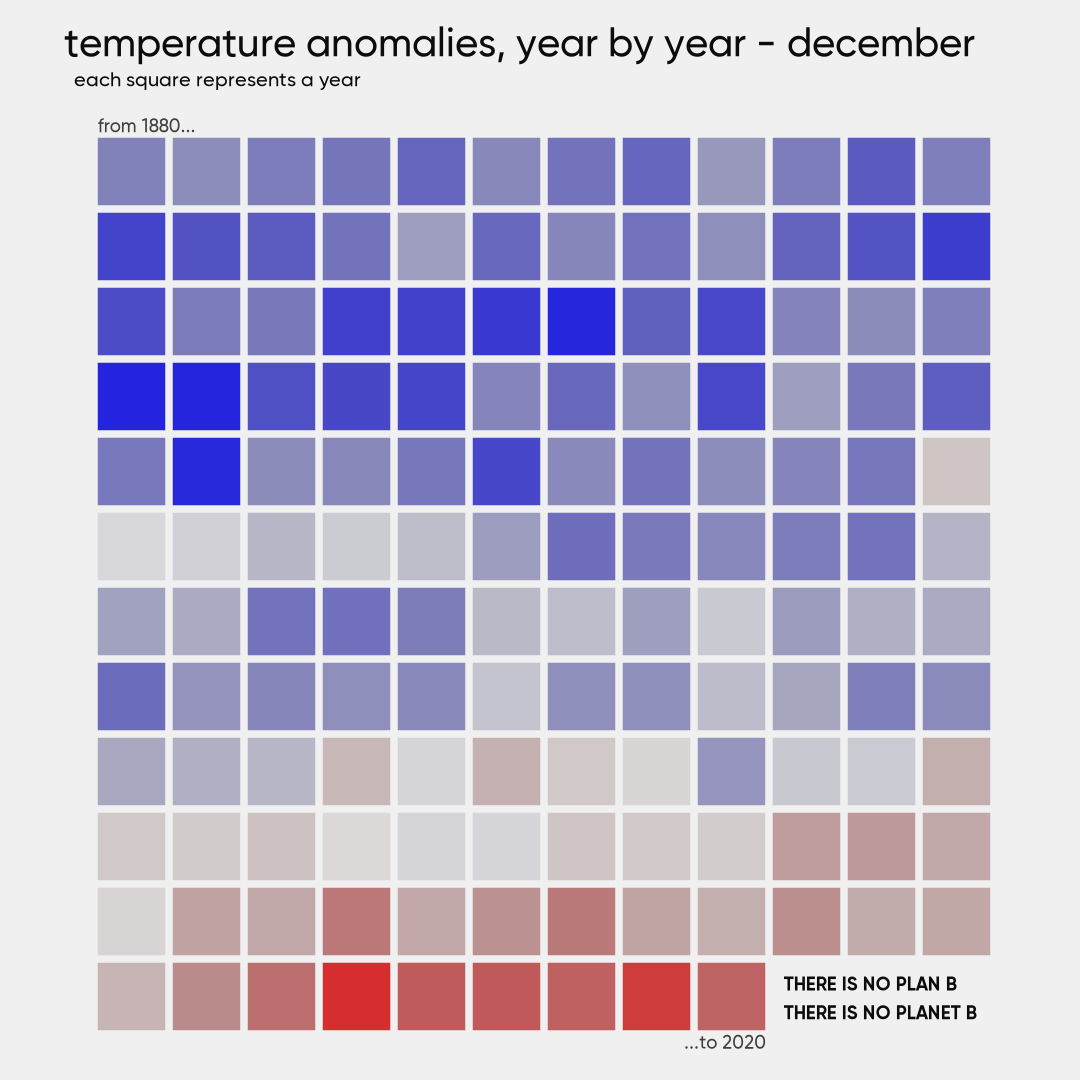 temperature anomalies, year by year - december
each square represents a year
from 1880...
THERE IS NO PLAN B
THERE IS NO PLANET B
...to 2020